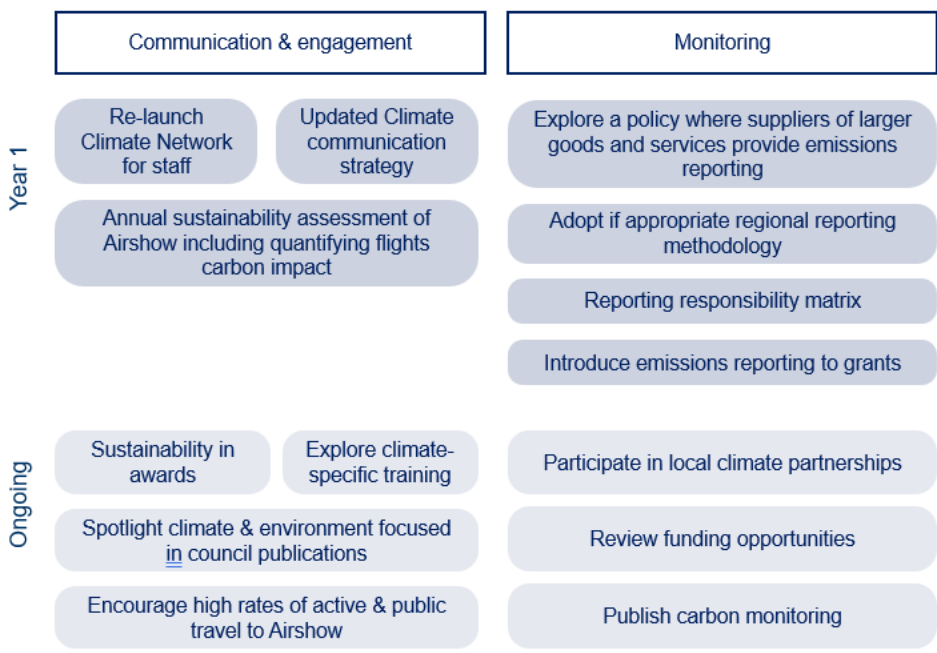 Communication & engagement
Monitoring
Year 1
Re-launch
Climate Network
for staff
Updated Climate
communication
strategy
Annual sustainability assessment of
Airshow including quantifying flights
carbon impact
Explore a policy where suppliers of larger
goods and services provide emissions
reporting
Adopt if appropriate regional reporting
methodology
Reporting responsibility matrix
Introduce emissions reporting to grants
Ongoing
Sustainability in
awards
Explore climate-
specific training
Spotlight climate & environment focused
in council publications
Encourage high rates of active & public
travel to Airshow
Participate in local climate partnerships
Review funding opportunities
Publish carbon monitoring